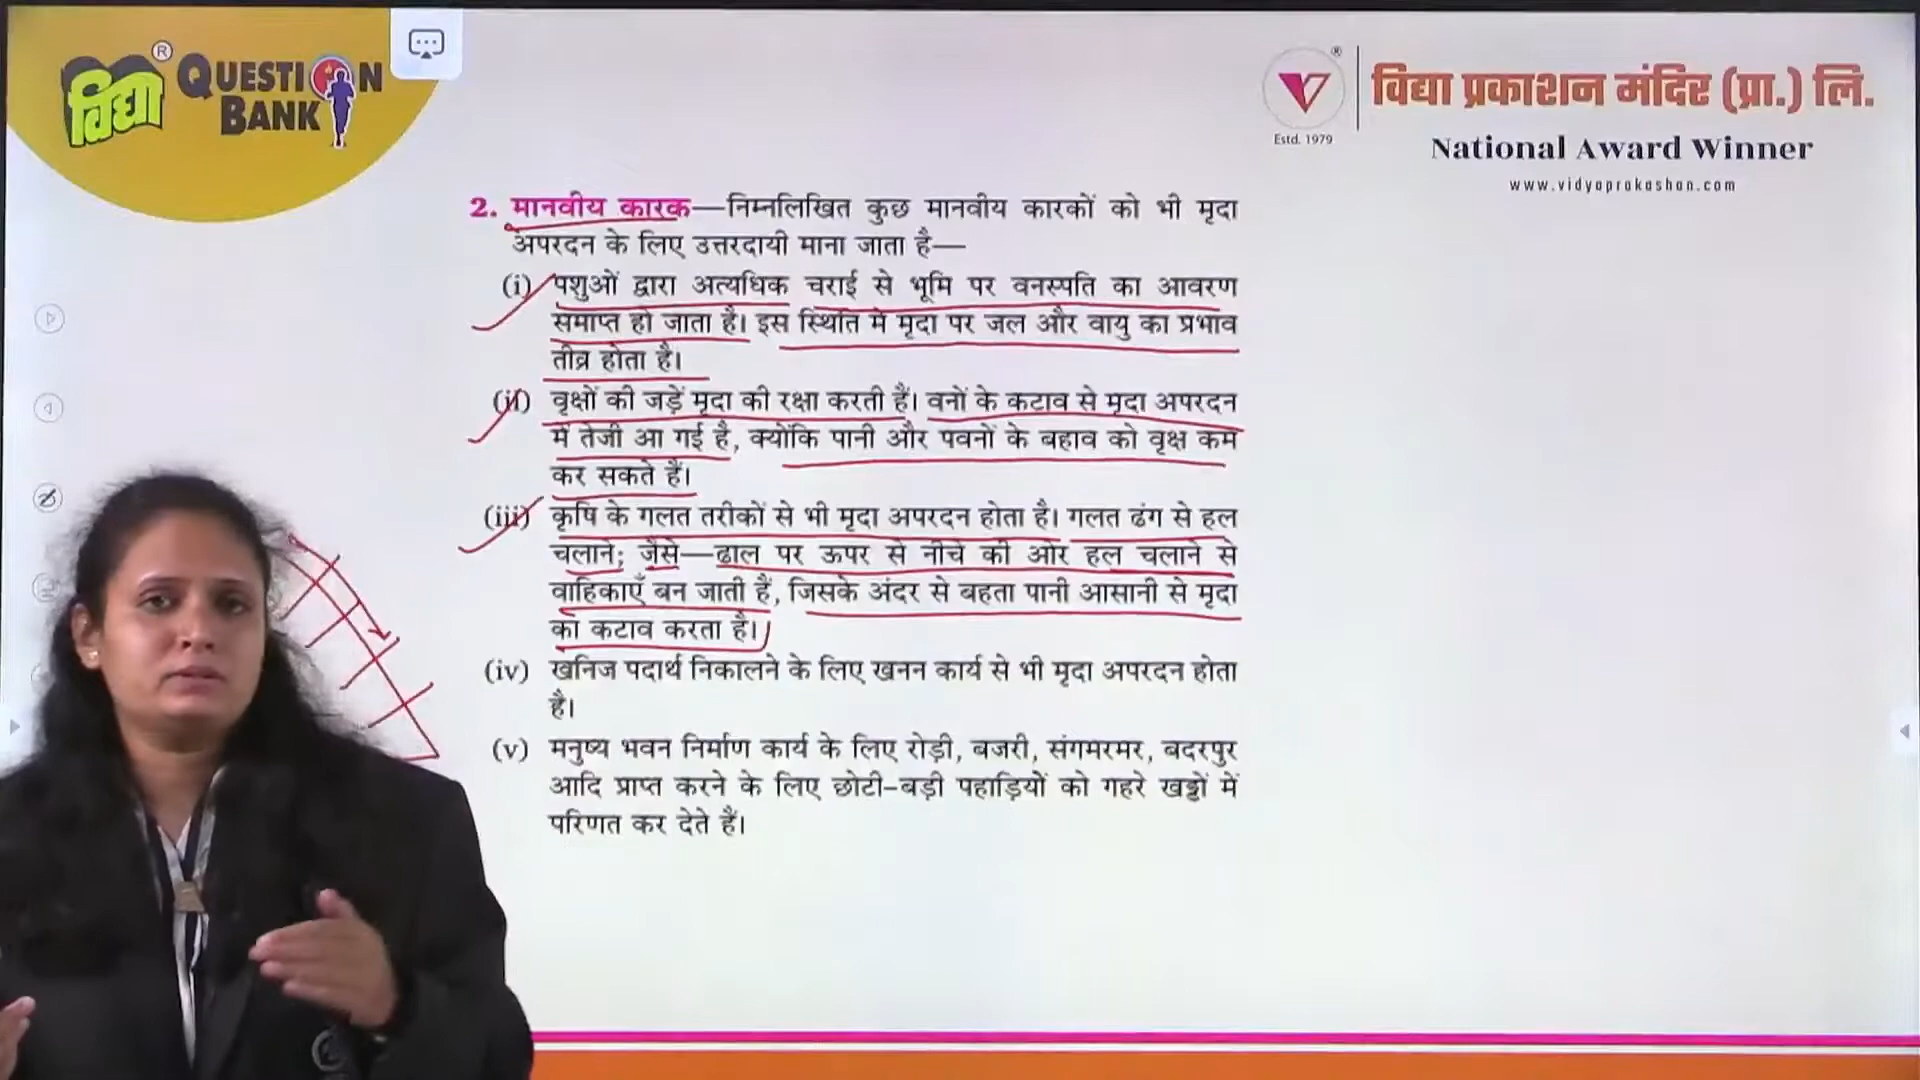 विद्या
®
QUESTION
BANK
®
Estd. 1979
विद्या प्रकाशन मंदिर (प्रा.) लि.
National Award Winner
www.vidyaprakashan.com
2. मानवीय कारक—निम्नलिखित कुछ मानवीय कारकों को भी मृदा
अपरदन के लिए उत्तरदायी माना जाता है—
(i) पशुओं द्वारा अत्यधिक चराई से भूमि पर वनस्पति का आवरण
समाप्त हो जाता है। इस स्थिति में मृदा पर जल और वायु का प्रभाव
तीव्र होता है।
(ii) वृक्षों की जड़ें मृदा की रक्षा करती हैं। वनों के कटाव से मृदा अपरदन
में तेजी आ गई है, क्योंकि पानी और पवनों के बहाव को वृक्ष कम
कर सकते हैं।
(iii) कृषि के गलत तरीकों से भी मृदा अपरदन होता है। गलत ढंग से हल
चलाने; जैसे—ढाल पर ऊपर से नीचे की ओर हल चलाने से
वाहिकाएँ बन जाती हैं, जिसके अंदर से बहता पानी आसानी से मृदा
का कटाव करता है।
(iv) खनिज पदार्थ निकालने के लिए खनन कार्य से भी मृदा अपरदन होता
है।
(v) मनुष्य भवन निर्माण कार्य के लिए रोड़ी, बजरी, संगमरमर, बदरपुर
आदि प्राप्त करने के लिए छोटी-बड़ी पहाड़ियों को गहरे खड्डों में
परिणत कर देते हैं।